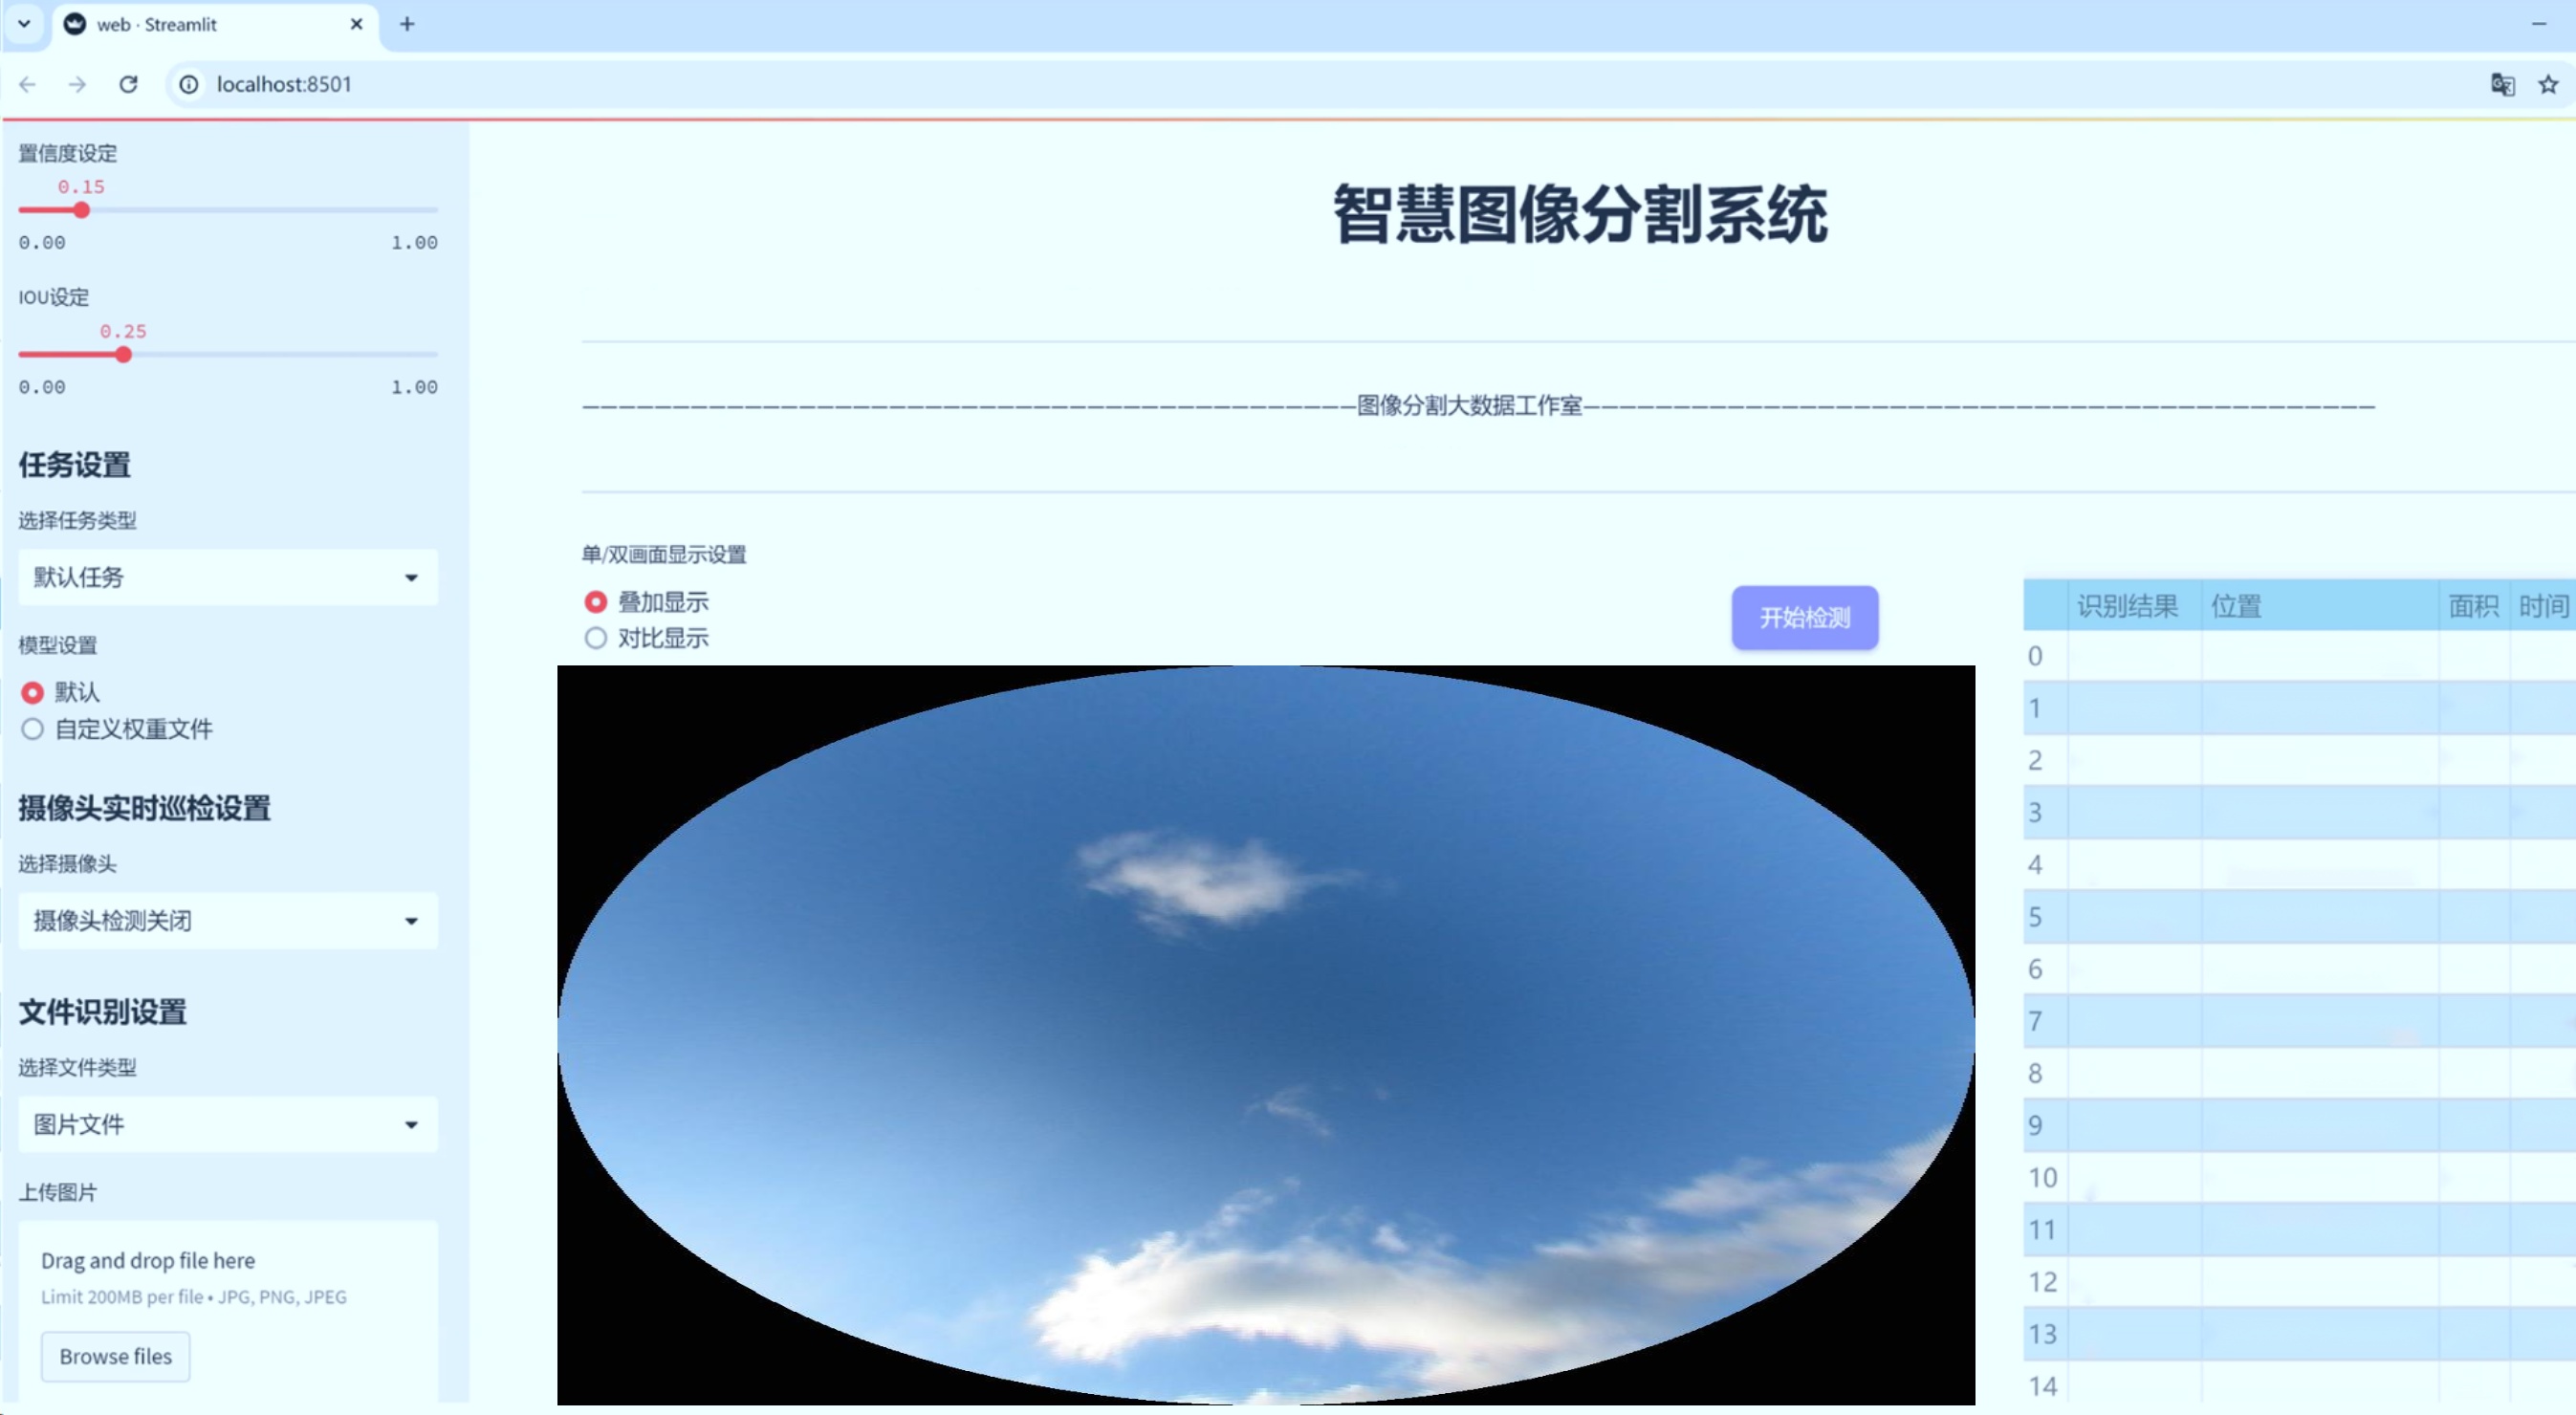 web · Streamlit
localhost:8501
置信度设定
0.15
0.00 1.00
IOU设定
0.25
0.00 1.00
任务设置
选择任务类型
默认任务
模型设置
默认
自定义权重文件
摄像头实时巡检设置
选择摄像头
摄像头检测关闭
文件识别设置
选择文件类型
图片文件
上传图片
Drag and drop file here
Limit 200MB per file • JPG, PNG, JPEG
Browse files
智慧图像分割系统
———————————————————————————————————————————图像分割大数据工作室————————————————————————————————————————————
单/双画面显示设置
叠加显示
对比显示
开始检测
识别结果 位置 面积 时间
0
1
2
3
4
5
6
7
8
9
10
11
12
13
14